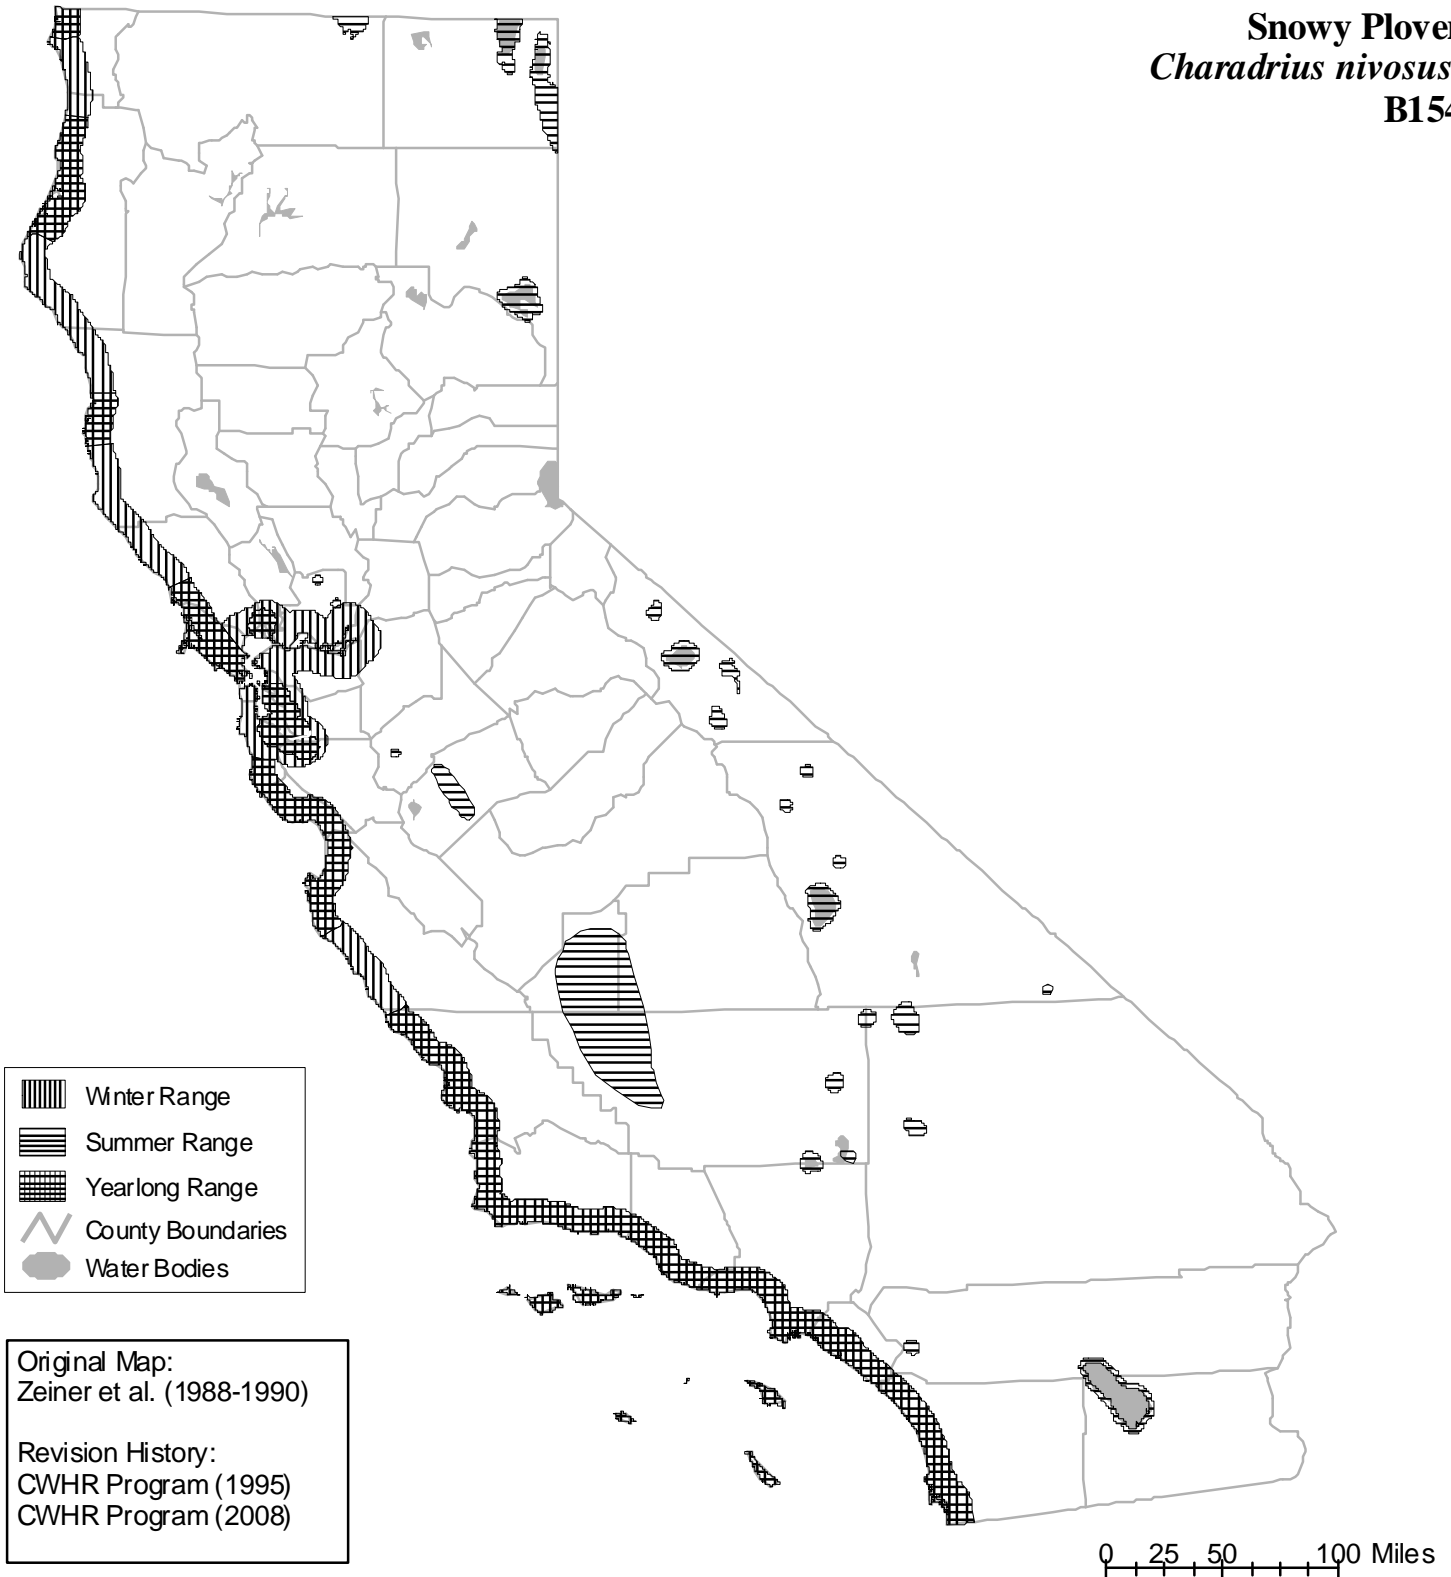 Snowy Plover
Charadrius nivosus
B154
Winter Range
Summer Range
Yearlong Range
County Boundaries
Water Bodies
Original Map:
Zeiner et al. (1988-1990)
Revision History:
CWHR Program (1995)
CWHR Program (2008)
0 25 50 100 Miles